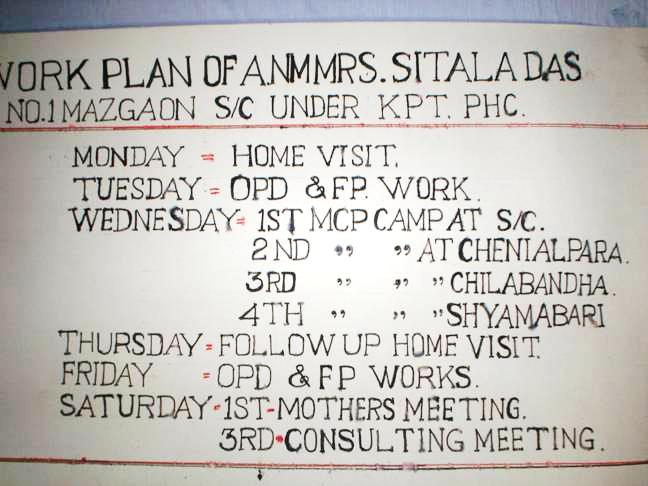 WORK PLAN OF A.N.M MRS. SITALA DAS
NO.1 MAZGAON S/C UNDER KPT. PHC.
MONDAY = HOME VISIT.
TUESDAY = OPD & FP. WORK.
WEDNESDAY = 1ST MCP CAMP AT S/C.
2ND ,, ,, AT CHENIALPARA.
3RD ,, ,, ,, CHILABANDHA.
4TH ,, ,, ,, SHYAMABARI
THURSDAY = FOLLOW UP HOME VISIT.
FRIDAY = OPD & FP WORKS.
SATURDAY - 1ST - MOTHERS MEETING.
3RD - CONSULTING MEETING.